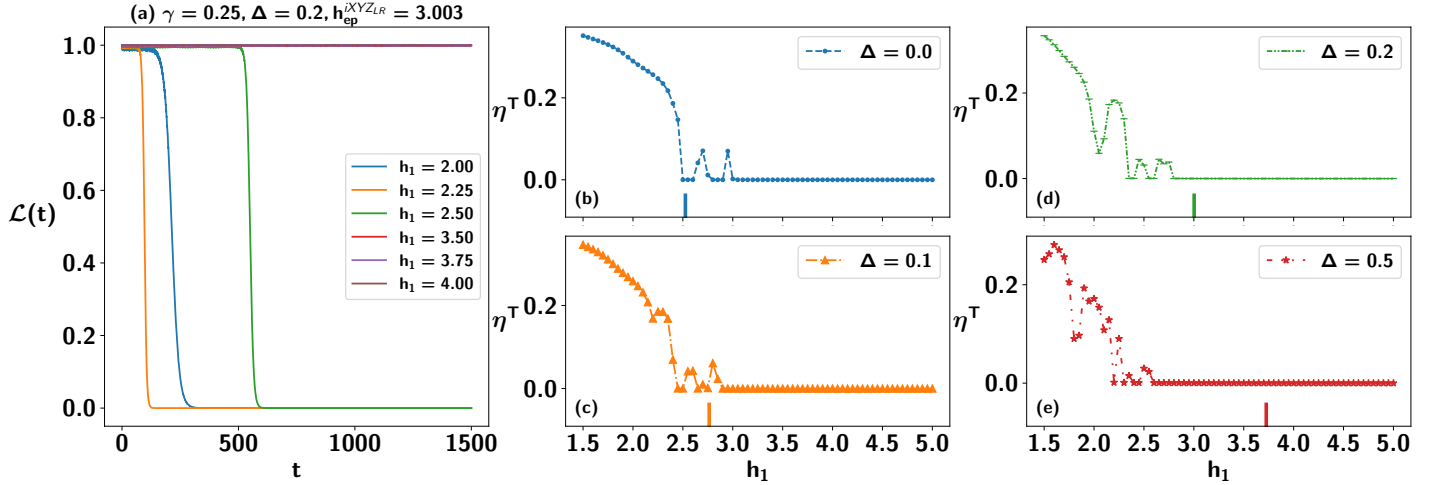 (a) γ = 0.25, Δ = 0.2, h_ep^{iXYZ_LR} = 3.003
1.0
0.8
0.6
0.4
0.2
0.0
ℒ(t)
h₁ = 2.00
h₁ = 2.25
h₁ = 2.50
h₁ = 3.50
h₁ = 3.75
h₁ = 4.00
0 500 1000 1500
t
η^T
0.2
0.0
Δ = 0.0
(b)
η^T
0.2
0.0
Δ = 0.1
(c)
1.5 2.0 2.5 3.0 3.5 4.0 4.5 5.0
h₁
η^T
0.2
0.0
Δ = 0.2
(d)
η^T
0.2
0.0
Δ = 0.5
(e)
1.5 2.0 2.5 3.0 3.5 4.0 4.5 5.0
h₁